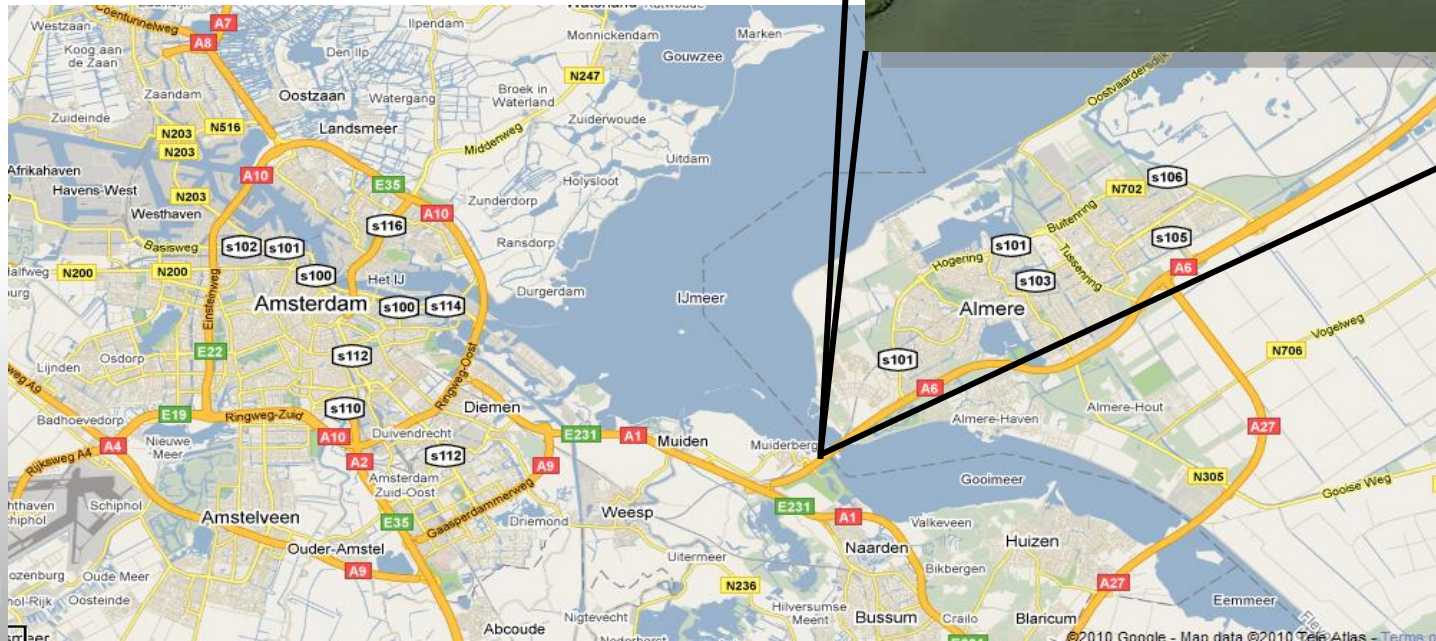 A7
Coentunnelweg
Westzaan
Ilpendam
Monnickendam
Marken
A8
Koog aan
de Zaan
Den Ilp
Gouwzee
N247
Oostvaardersdijk
Zaandam
Oostzaan
Watergang
Broek in
Waterland
Zuideinde
N203
N516
Landsmeer
Zuiderwoude
N203
Middenweg
Uitdam
Afrikahaven
A10
E35
Holysloot
s106
N702
Havens-West
N203
Zunderdorp
Westhaven
A10
Buitenring
s116
Ransdorp
s105
Basisweg
s102
s101
s101
Tussenring
Hogering
A6
N200
N200
s100
Het IJ
s103
Durgerdam
IJmeer
Amsterdam
s100
s114
Almere
Einsteinweg
Vogelweg
Osdorp
E22
s112
N706
Lijnden
s101
Ringweg-Oost
A6
Badhoevedorp
E19
Ringweg-Zuid
s110
Diemen
Almere-Haven
Almere-Hout
A4
Nieuwe
Meer
A10
Duivendrecht
E231
A1
Muiden
Muiderberg
A27
Rijksweg A4
A2
s112
A9
Amsterdam
Zuid-Oost
Gooimeer
N305
Gooise Weg
Schiphol
Gaasperdammerweg
E231
Amstelveen
E35
Driemond
Weesp
A1
Valkeveen
Ouder-Amstel
Naarden
Huizen
Uitermeer
Bikbergen
Oude Meer
A9
N236
A27
Oosteinde
Eemmeer
Hilversumse
Meent
Abcoude
Nigtevecht
Bussum
Crailo
Blaricum
©2010 Google - Map data ©2010 Tele Atlas - Terms